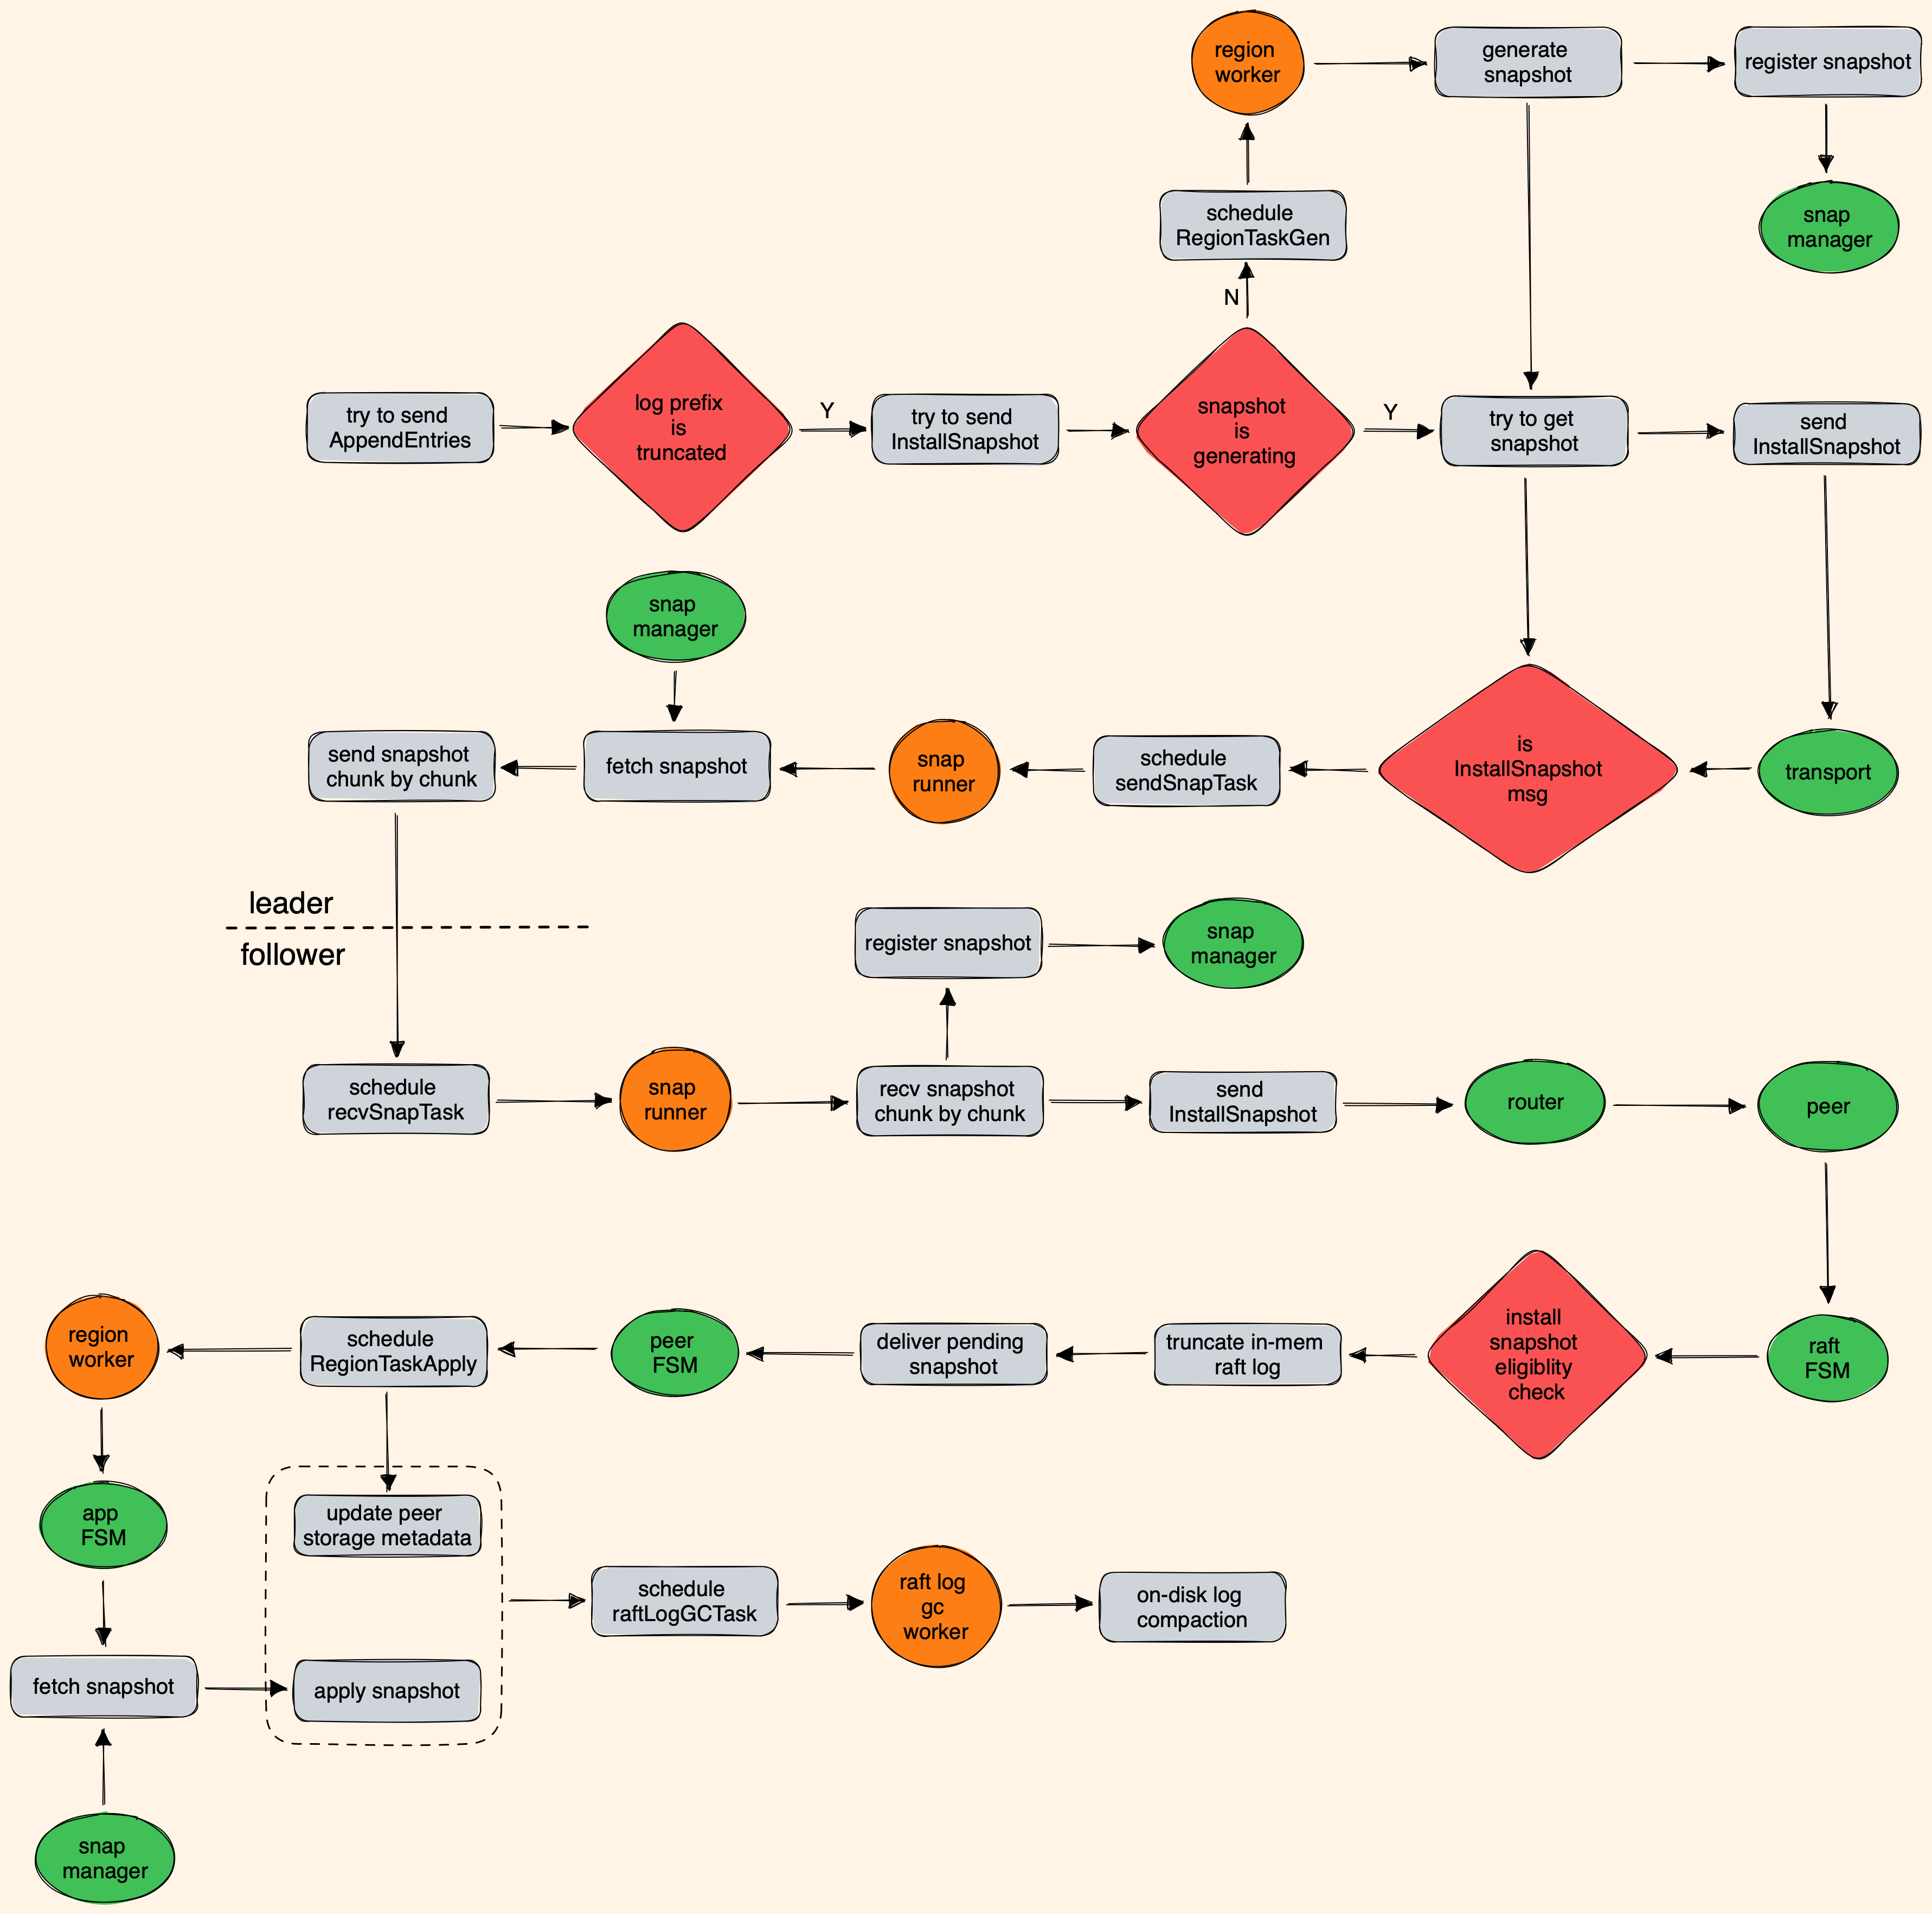 region
worker
generate
snapshot
register snapshot
schedule
RegionTaskGen
snap
manager
N
try to send
AppendEntries
log prefix
is
truncated
Y
try to send
InstallSnapshot
snapshot
is
generating
Y
try to get
snapshot
send
InstallSnapshot
snap
manager
send snapshot
chunk by chunk
fetch snapshot
snap
runner
schedule
sendSnapTask
is
InstallSnapshot
msg
transport
leader
follower
register snapshot
snap
manager
schedule
recvSnapTask
snap
runner
recv snapshot
chunk by chunk
send
InstallSnapshot
router
peer
region
worker
schedule
RegionTaskApply
peer
FSM
deliver pending
snapshot
truncate in-mem
raft log
install
snapshot
eligiblity
check
raft
FSM
app
FSM
update peer
storage metadata
schedule
raftLogGCTask
raft log
gc
worker
on-disk log
compaction
fetch snapshot
apply snapshot
snap
manager